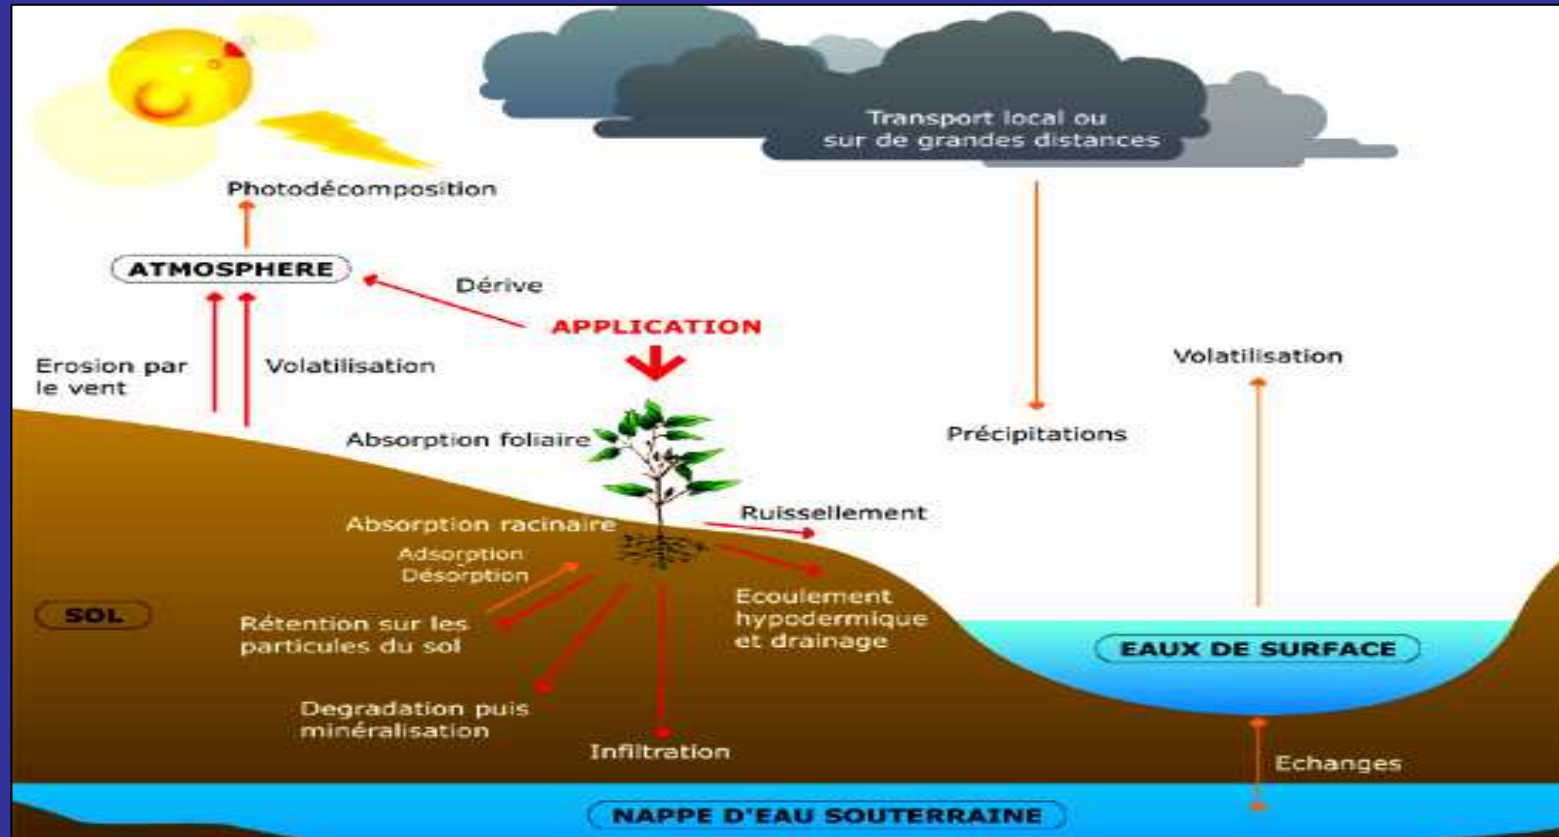 Transport local ou
sur de grandes distances
Photodécomposition
ATMOSPHERE
Dérive
APPLICATION
Erosion par
le vent
Volatilisation
Volatilisation
Absorption foliaire
Précipitations
Absorption racinaire
Ruissellement
Adsorption
Désorption
SOL
Rétention sur les
particules du sol
Ecoulement
hypodermique
et drainage
EAUX DE SURFACE
Degradation puis
minéralisation
Infiltration
Echanges
NAPPE D'EAU SOUTERRAINE